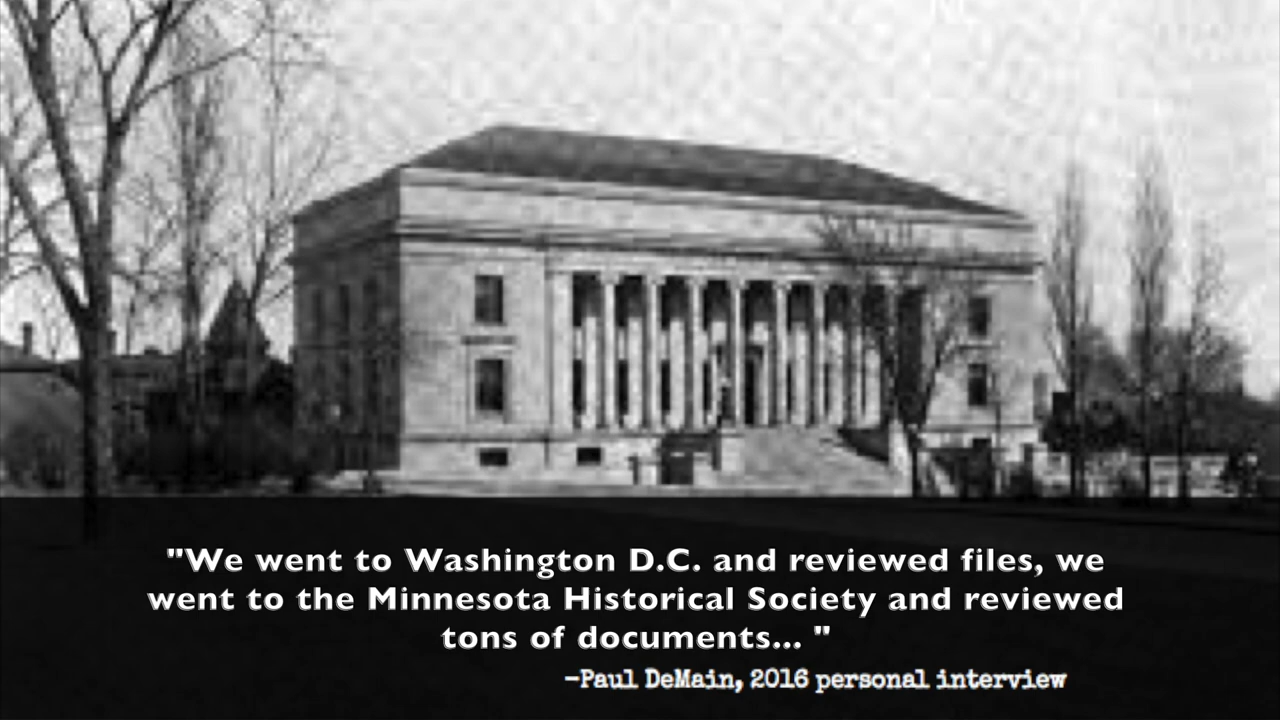 "We went to Washington D.C. and reviewed files, we
went to the Minnesota Historical Society and reviewed
tons of documents... "
-Paul DeMain, 2016 personal interview